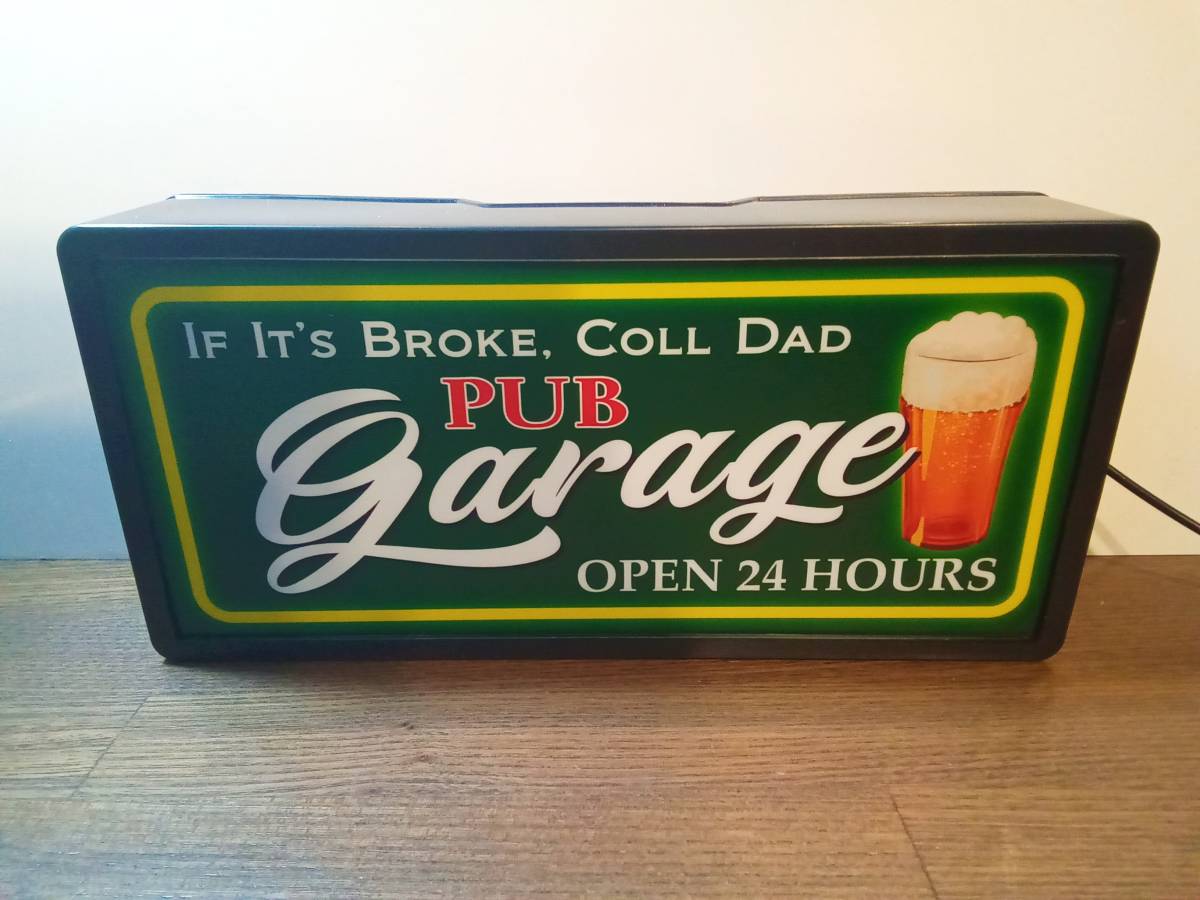 If It's Broke, Coll Dad
PUB
Garage
OPEN 24 HOURS